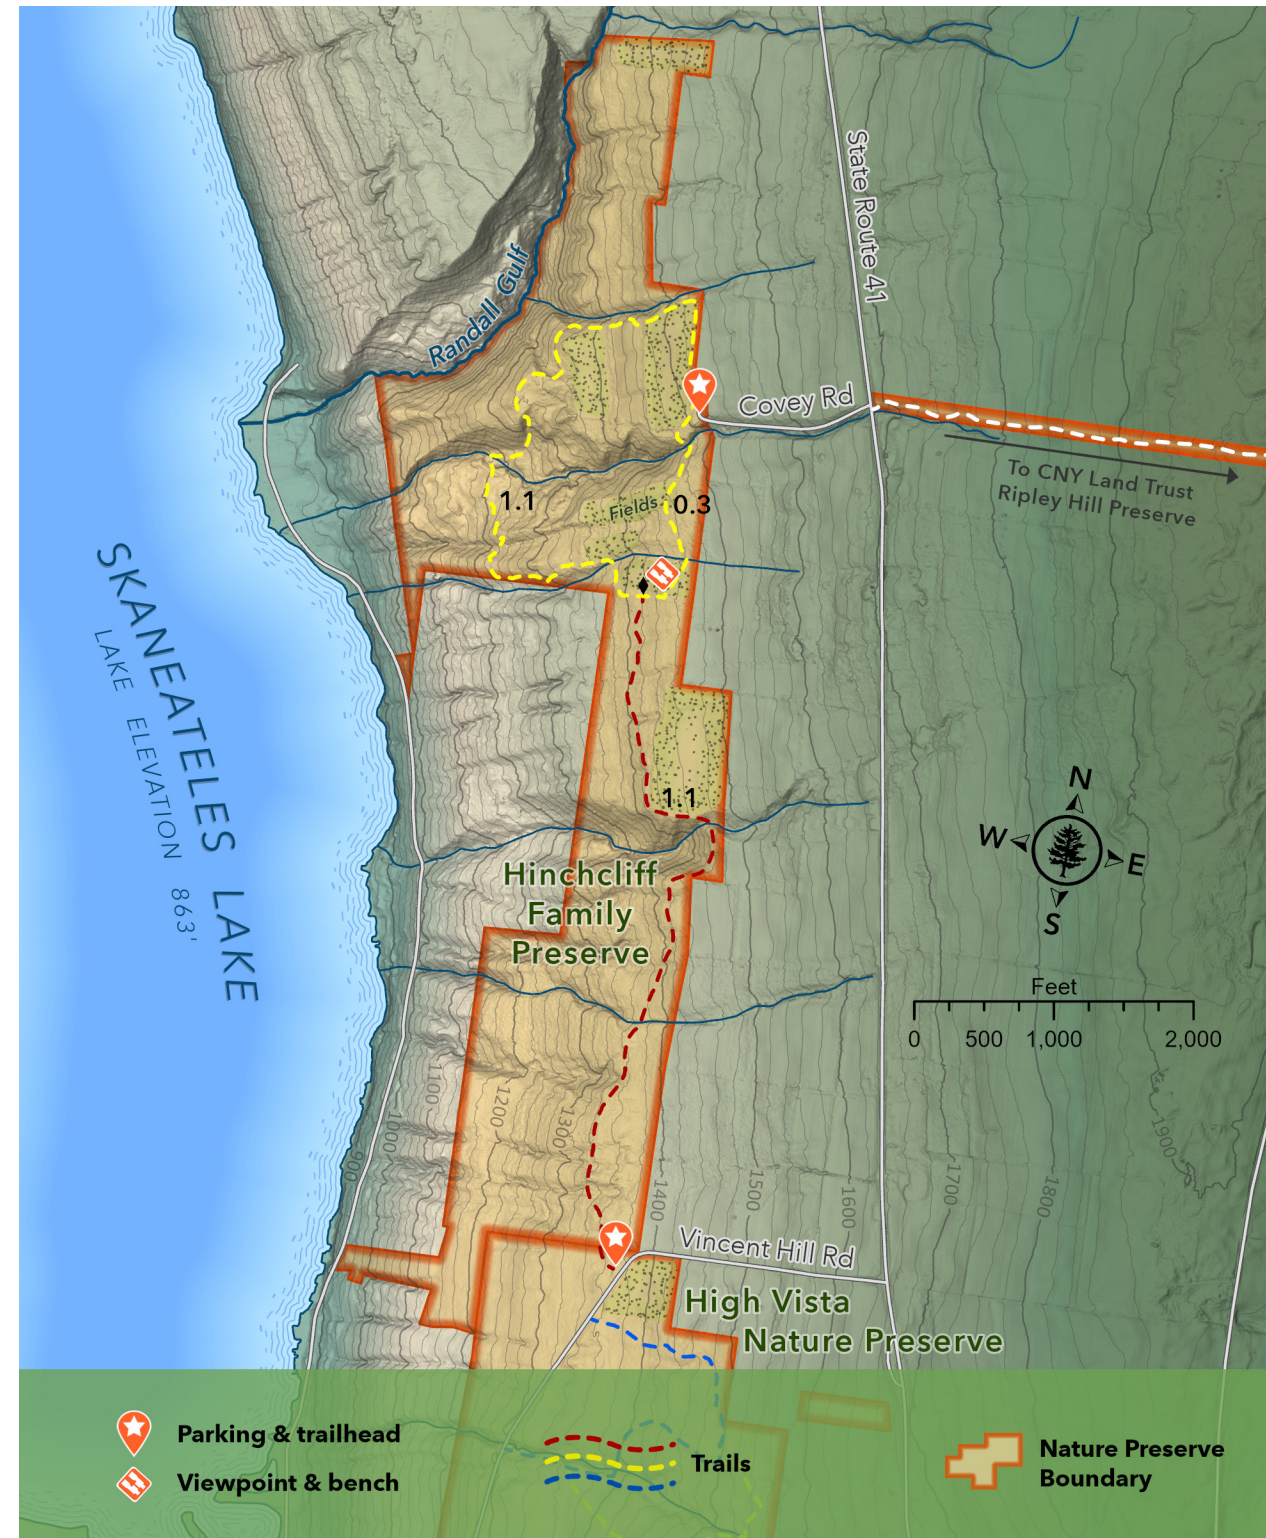 State Route 41
Randall Gulf
Covey Rd
To CNY Land Trust
Ripley Hill Preserve
1.1
Fields
0.3
SKANEATELES LAKE
LAKE ELEVATION 863'
1.1
N
W
E
S
Hinchcliff
Family
Preserve
Feet
0 500 1,000 2,000
900
1000
1100
1200
1300
1400
1500
1600
1700
1800
1900
Vincent Hill Rd
High Vista
Nature Preserve
Parking & trailhead
Viewpoint & bench
Trails
Nature Preserve
Boundary